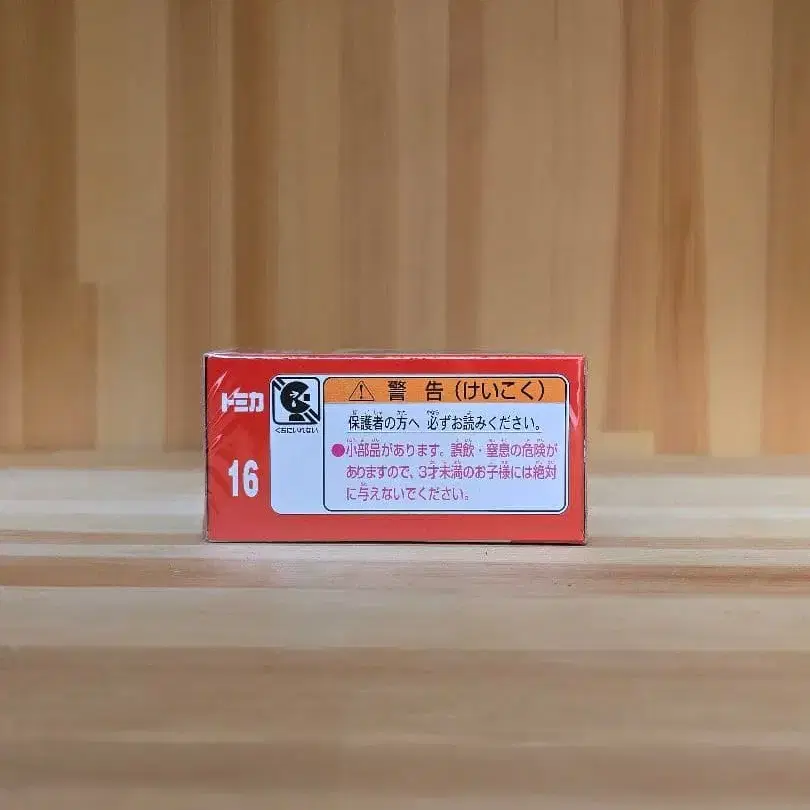 トミカ
16
くちにいれない
警告(けいこく)
保護者の方へ 必ずお読みください。
●小部品があります。誤飲・窒息の危険が
ありますので、3才未満のお子様には絶対
に与えないでください。